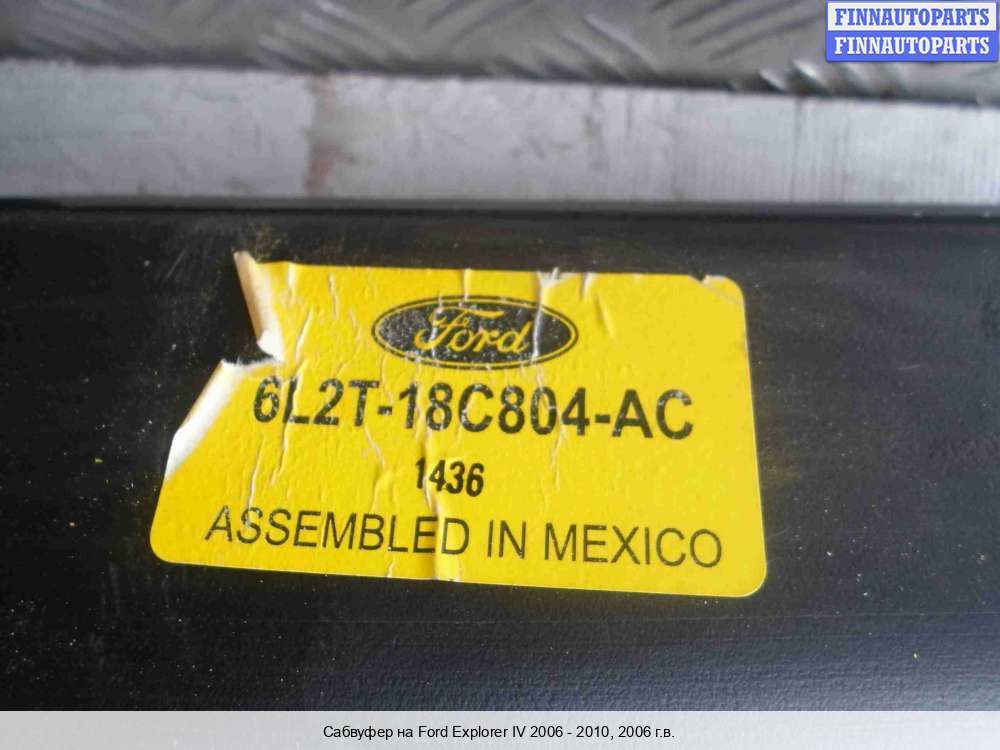 FINNAUTOPARTS
FINNAUTOPARTS
Ford
6L2T-18C804-AC
1436
ASSEMBLED IN MEXICO
Сабвуфер на Ford Explorer IV 2006 - 2010, 2006 г.в.